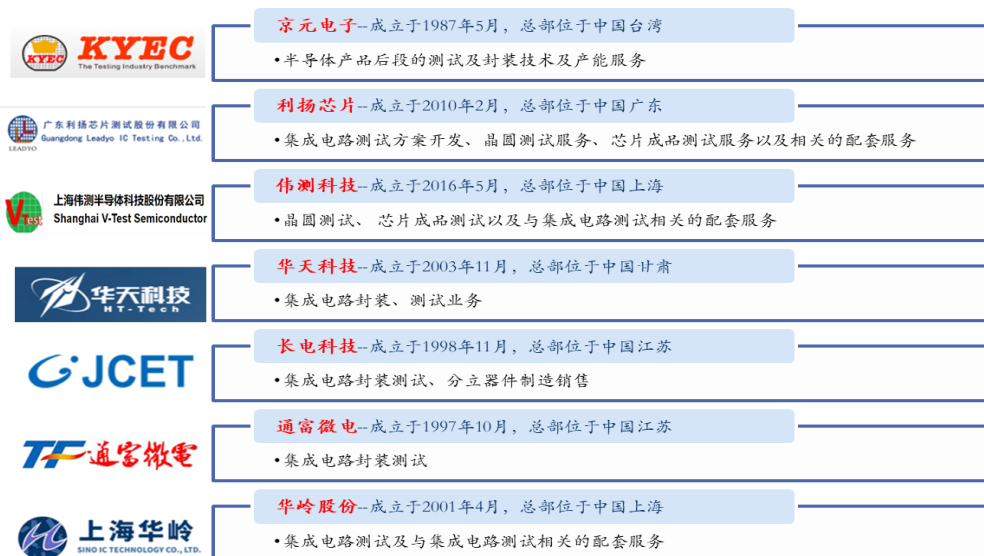 京元电子--成立于1987年5月，总部位于中国台湾
KYEC
KYEC
The Testing Industry Benchmark
•半导体产品后段的测试及封装技术及产能服务
利扬芯片--成立于2010年2月，总部位于中国广东
广东利扬芯片测试股份有限公司
Guangdong Leadyo IC Testing Co.,Ltd.
LEADYO
•集成电路测试方案开发、晶圆测试服务、芯片成品测试服务以及相关的配套服务
伟测科技--成立于2016年5月，总部位于中国上海
上海伟测半导体科技股份有限公司
V-Test
Shanghai V-Test Semiconductor
•晶圆测试、 芯片成品测试以及与集成电路测试相关的配套服务
华天科技--成立于2003年11月，总部位于中国甘肃
华天科技
HT-Tech
•集成电路封装、测试业务
长电科技--成立于1998年11月，总部位于中国江苏
JCET
•集成电路封装测试、分立器件制造销售
通富微电--成立于1997年10月，总部位于中国江苏
TF通富微電
•集成电路封装测试
华岭股份--成立于2001年4月，总部位于中国上海
上海华岭
SINO IC TECHNOLOGY CO., LTD.
•集成电路测试及与集成电路测试相关的配套服务